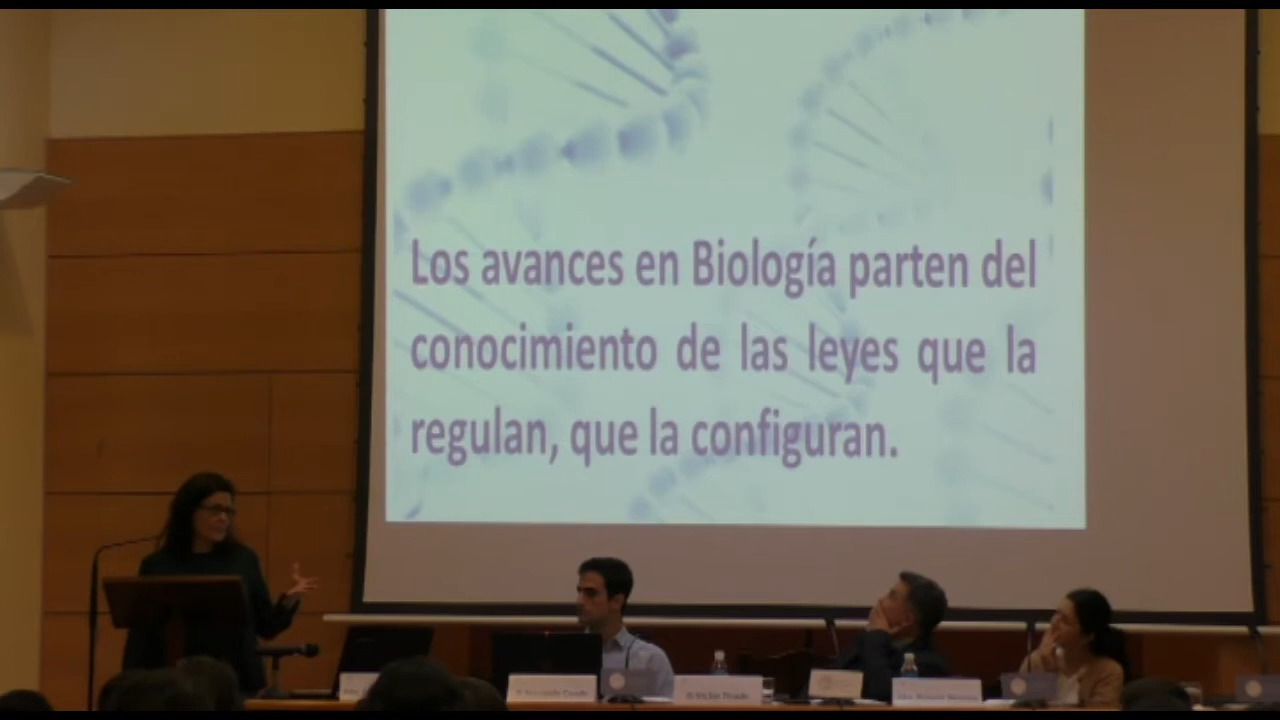 Los avances en Biología parten del
conocimiento de las leyes que la
regulan, que la configuran.